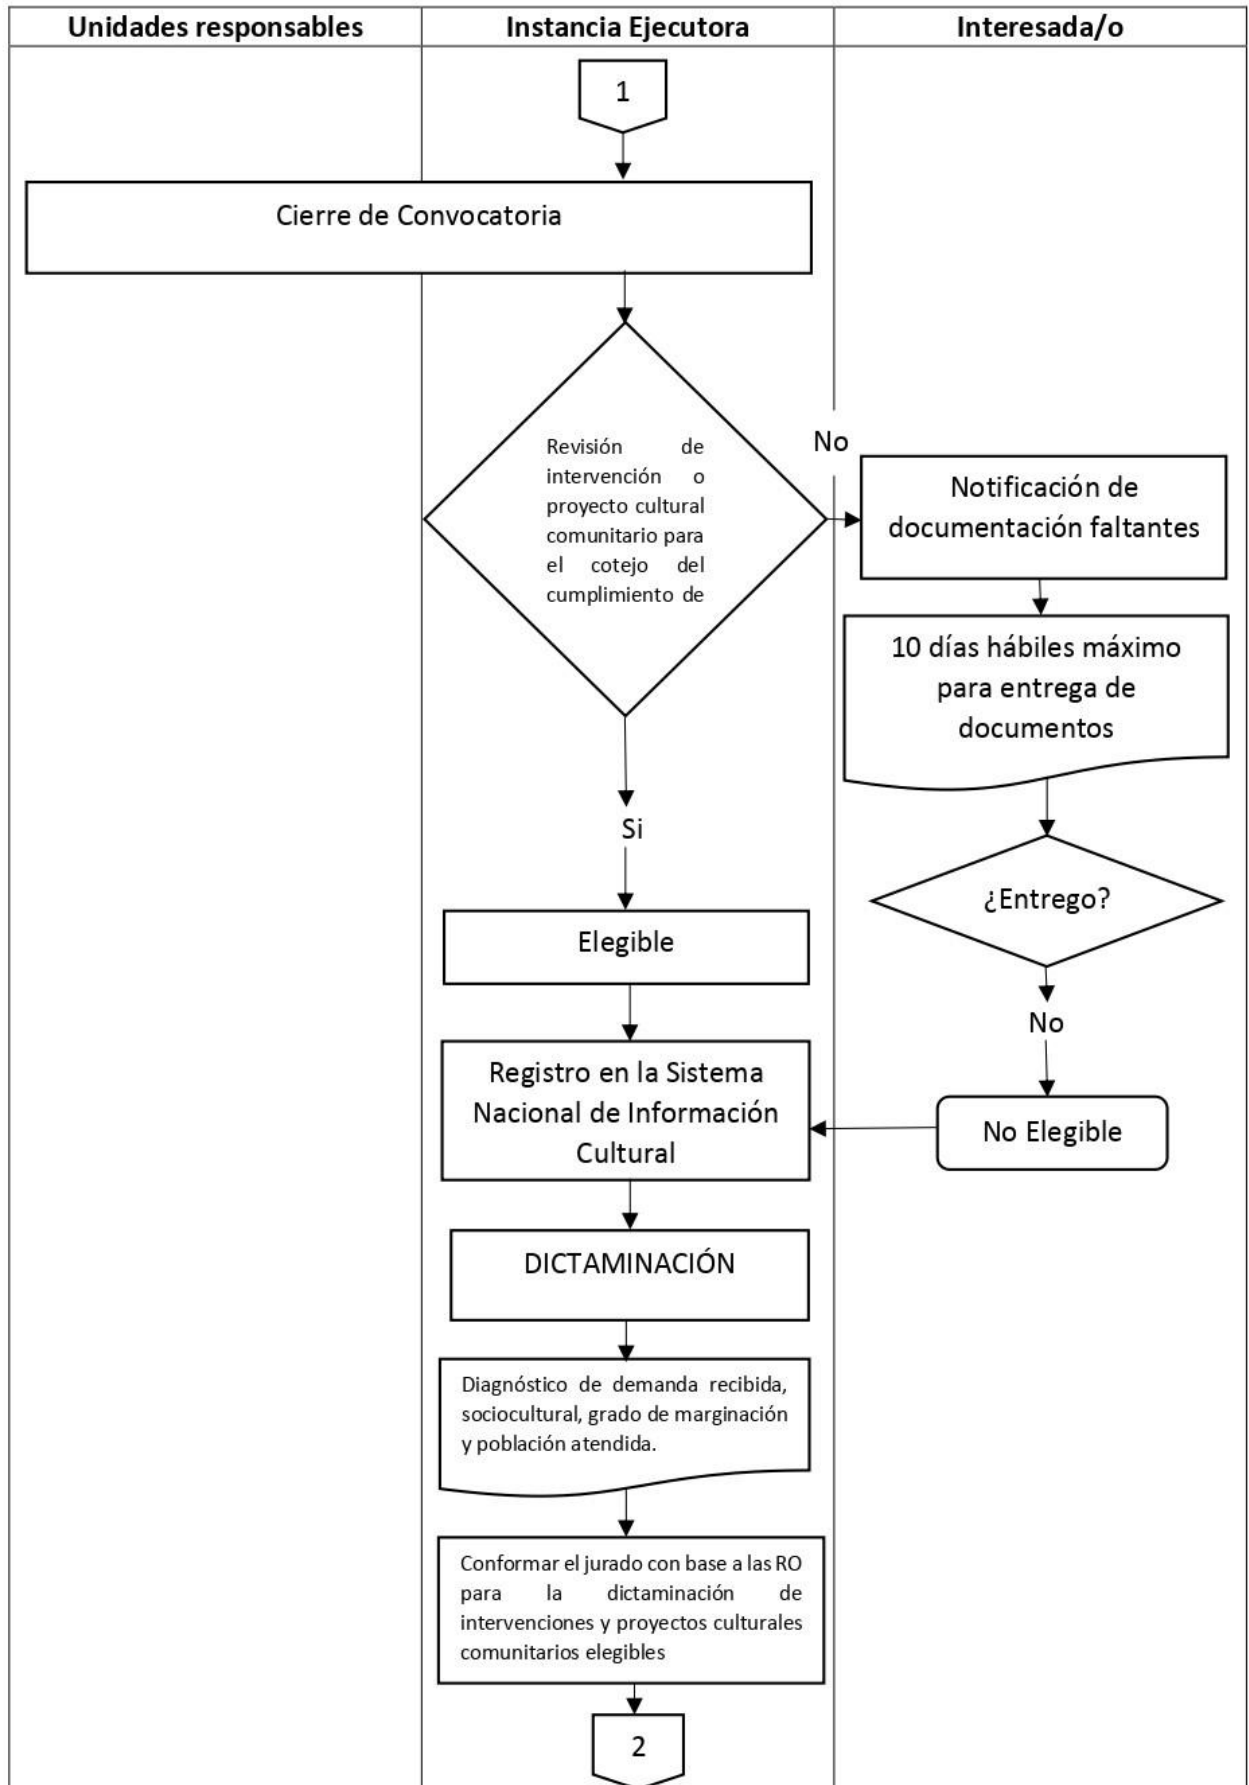 Unidades responsables
Instancia Ejecutora
Interesada/o
1
Cierre de Convocatoria
Revisión de
intervención o
proyecto cultural
comunitario para
el cotejo del
cumplimiento de
No
Notificación de
documentación faltantes
10 días hábiles máximo
para entrega de
documentos
Si
¿Entrego?
Elegible
No
Registro en la Sistema
Nacional de Información
Cultural
No Elegible
DICTAMINACIÓN
Diagnóstico de demanda recibida,
sociocultural, grado de marginación
y población atendida.
Conformar el jurado con base a las RO
para la dictaminación de
intervenciones y proyectos culturales
comunitarios elegibles
2